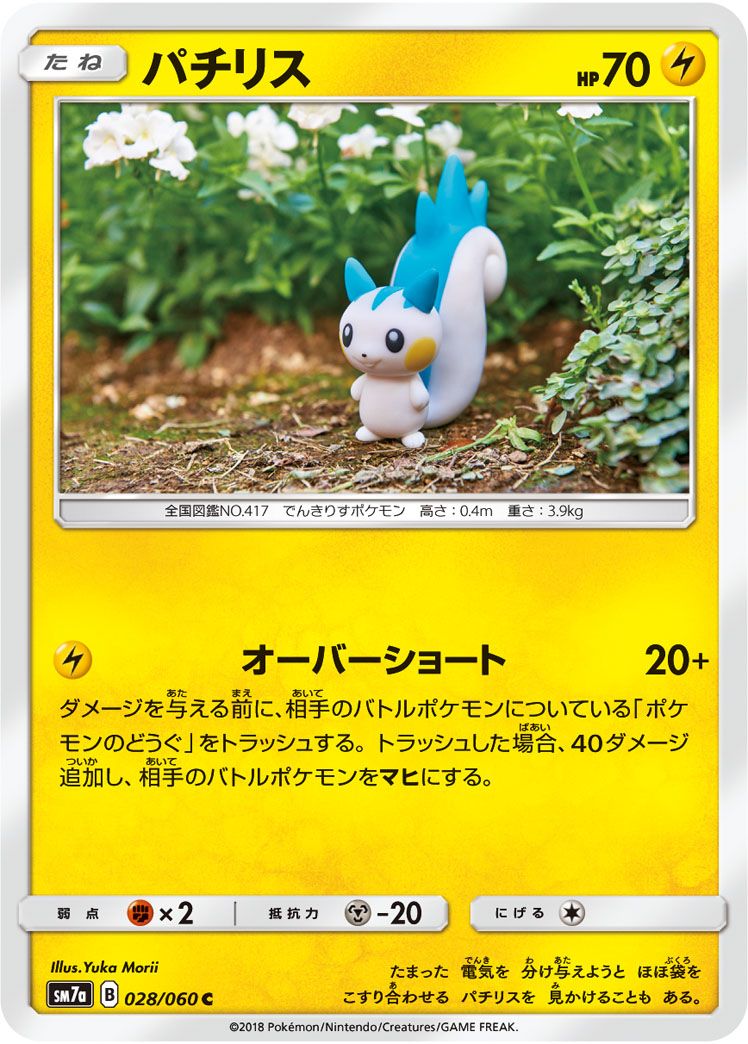 たね パチリス HP70
全国図鑑NO.417 でんきりすポケモン 高さ:0.4m 重さ:3.9kg
オーバーショート 20+
ダメージを与える前に、相手のバトルポケモンについている「ポケ
モンのどうぐ」をトラッシュする。トラッシュした場合、40ダメージ
追加し、相手のバトルポケモンをマヒにする。
弱点 ×2 抵抗力 -20 にげる
Illus.Yuka Morii
たまった 電気を 分け与えようと ほほ袋を
こすり合わせる パチリスを 見かけることも ある。
sm7a B 028/060 C
©2018 Pokémon/Nintendo/Creatures/GAME FREAK.